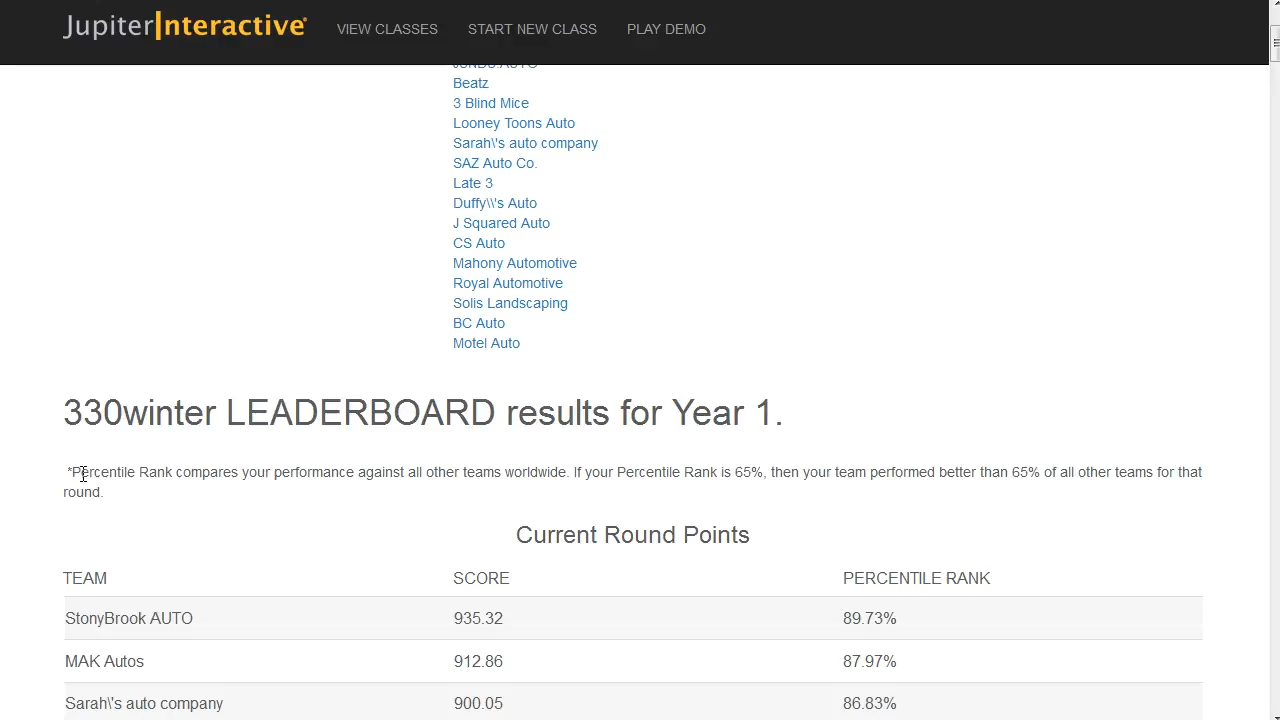 JupiterInteractive
VIEW CLASSES
START NEW CLASS
PLAY DEMO
Beatz
3 Blind Mice
Looney Toons Auto
Sarah\'s auto company
SAZ Auto Co.
Late 3
Duffy\\'s Auto
J Squared Auto
CS Auto
Mahony Automotive
Royal Automotive
Solis Landscaping
BC Auto
Motel Auto
330winter LEADERBOARD results for Year 1.
*Percentile Rank compares your performance against all other teams worldwide. If your Percentile Rank is 65%, then your team performed better than 65% of all other teams for that
round.
Current Round Points
TEAM SCORE PERCENTILE RANK
StonyBrook AUTO 935.32 89.73%
MAK Autos 912.86 87.97%
Sarah\'s auto company 900.05 86.83%